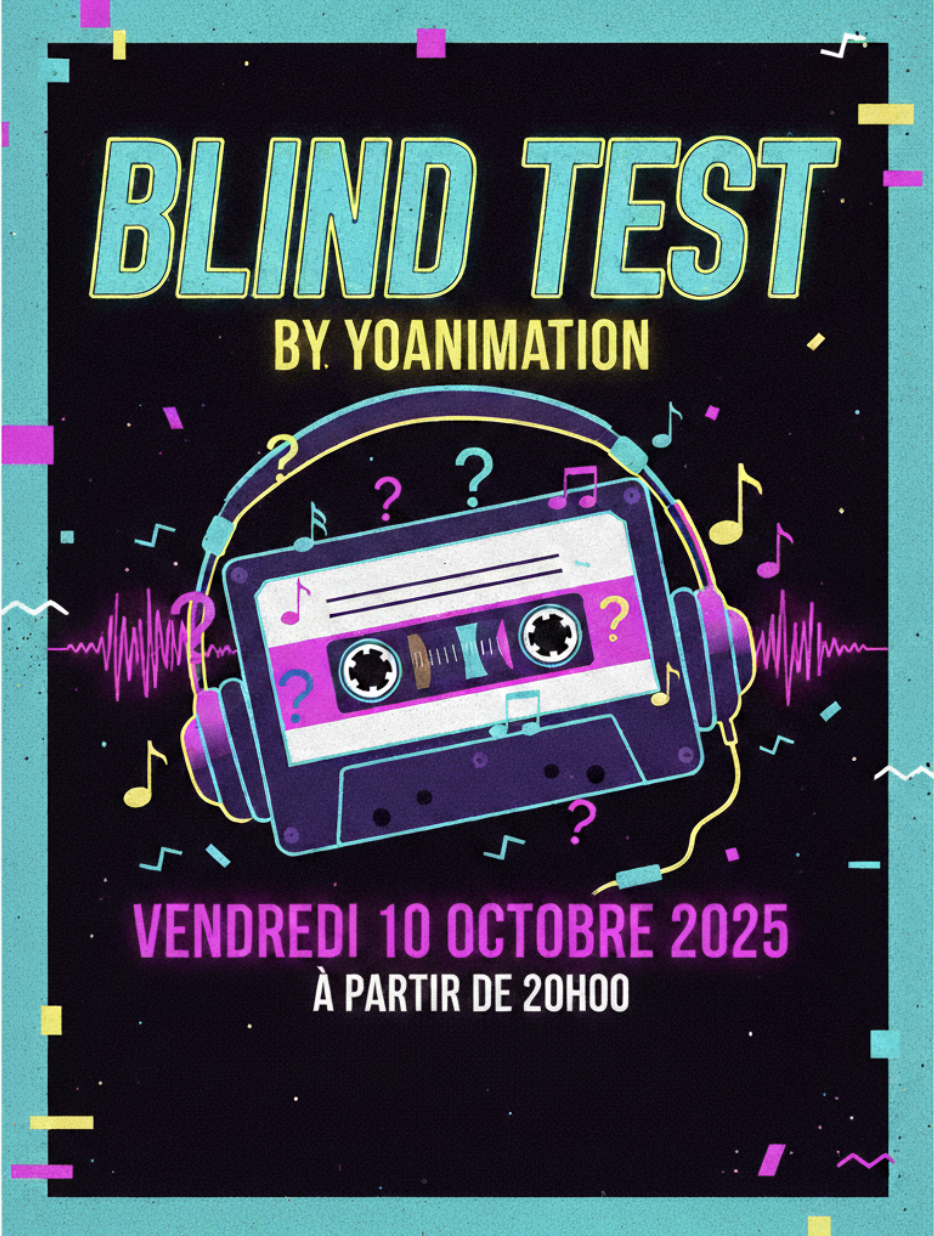 BLIND TEST
BY YOANIMATION
? ? ? ? ? ? ?
VENDREDI 10 OCTOBRE 2025
À PARTIR DE 20H00